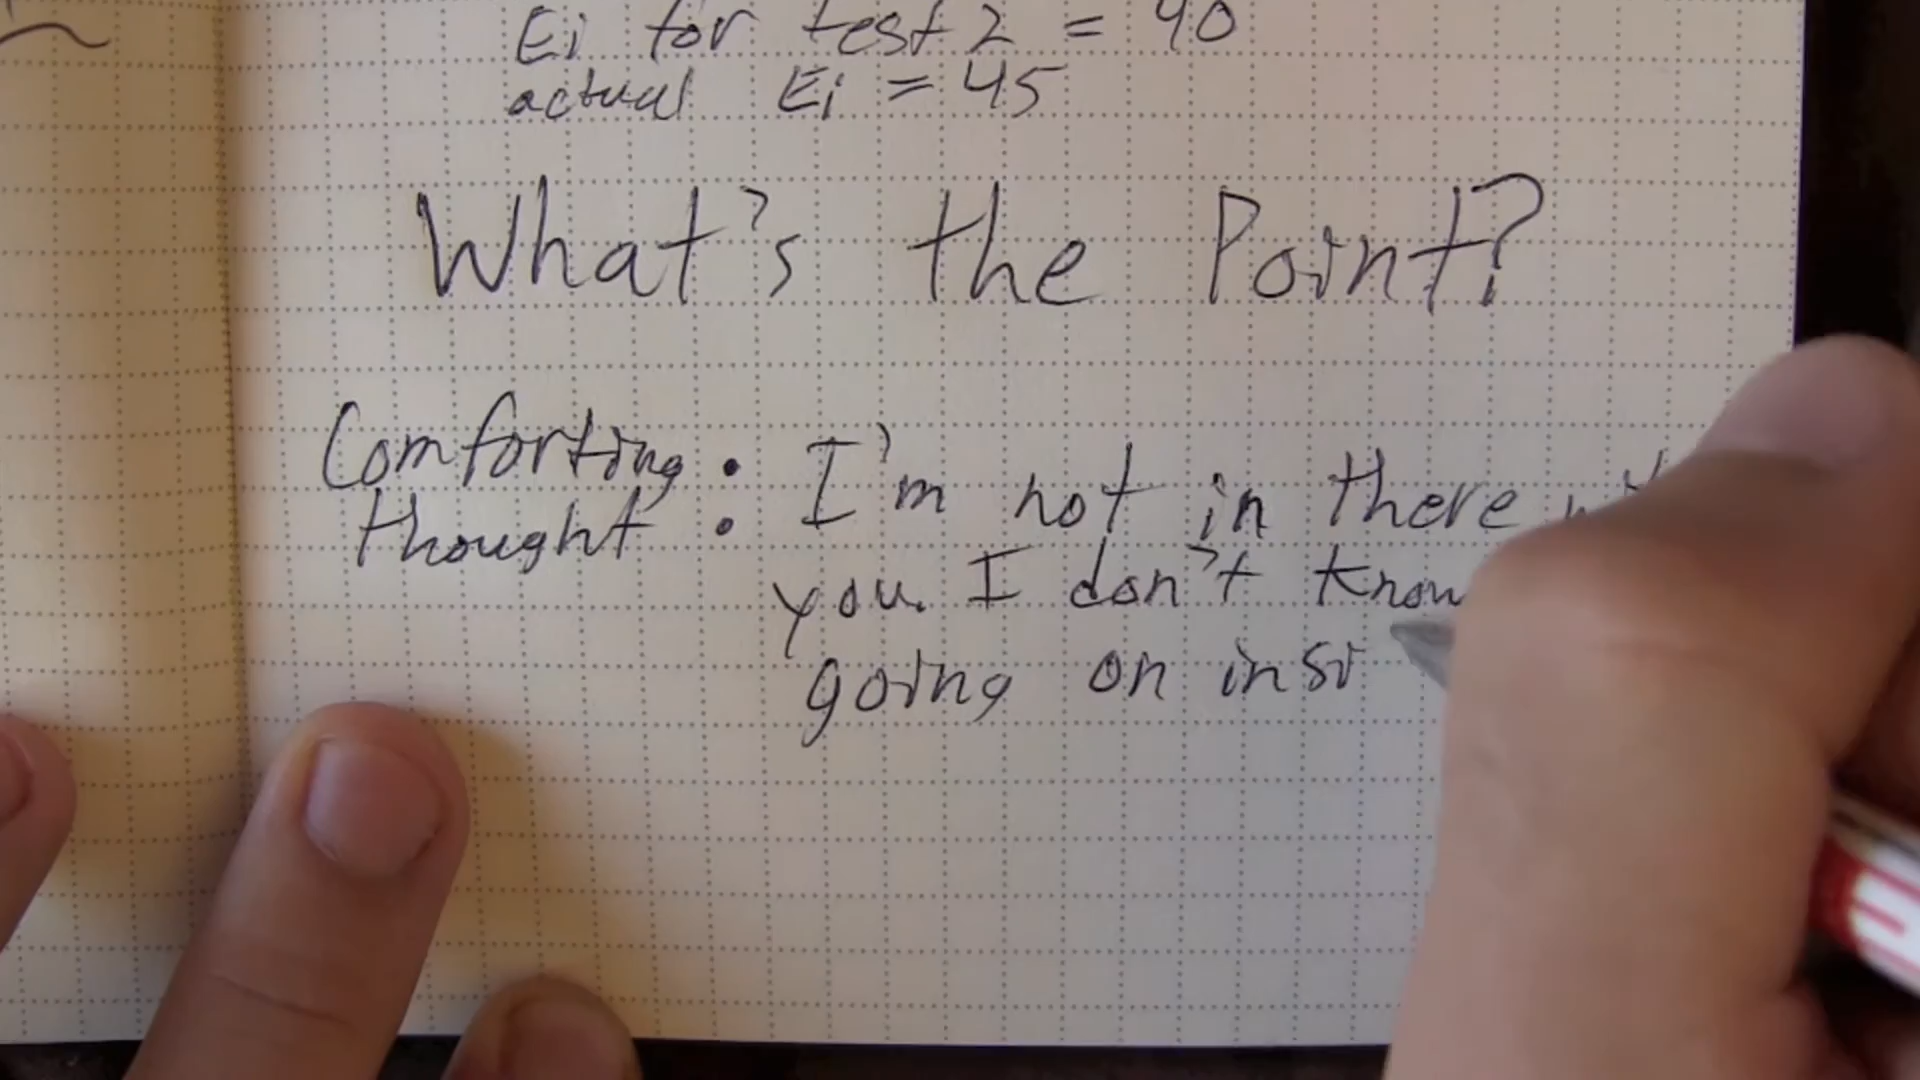 Ei for test 2 = 40
actual Ei = 45
What's the Point?
Comforting thought : I'm not in there
you. I don't know
going on insi